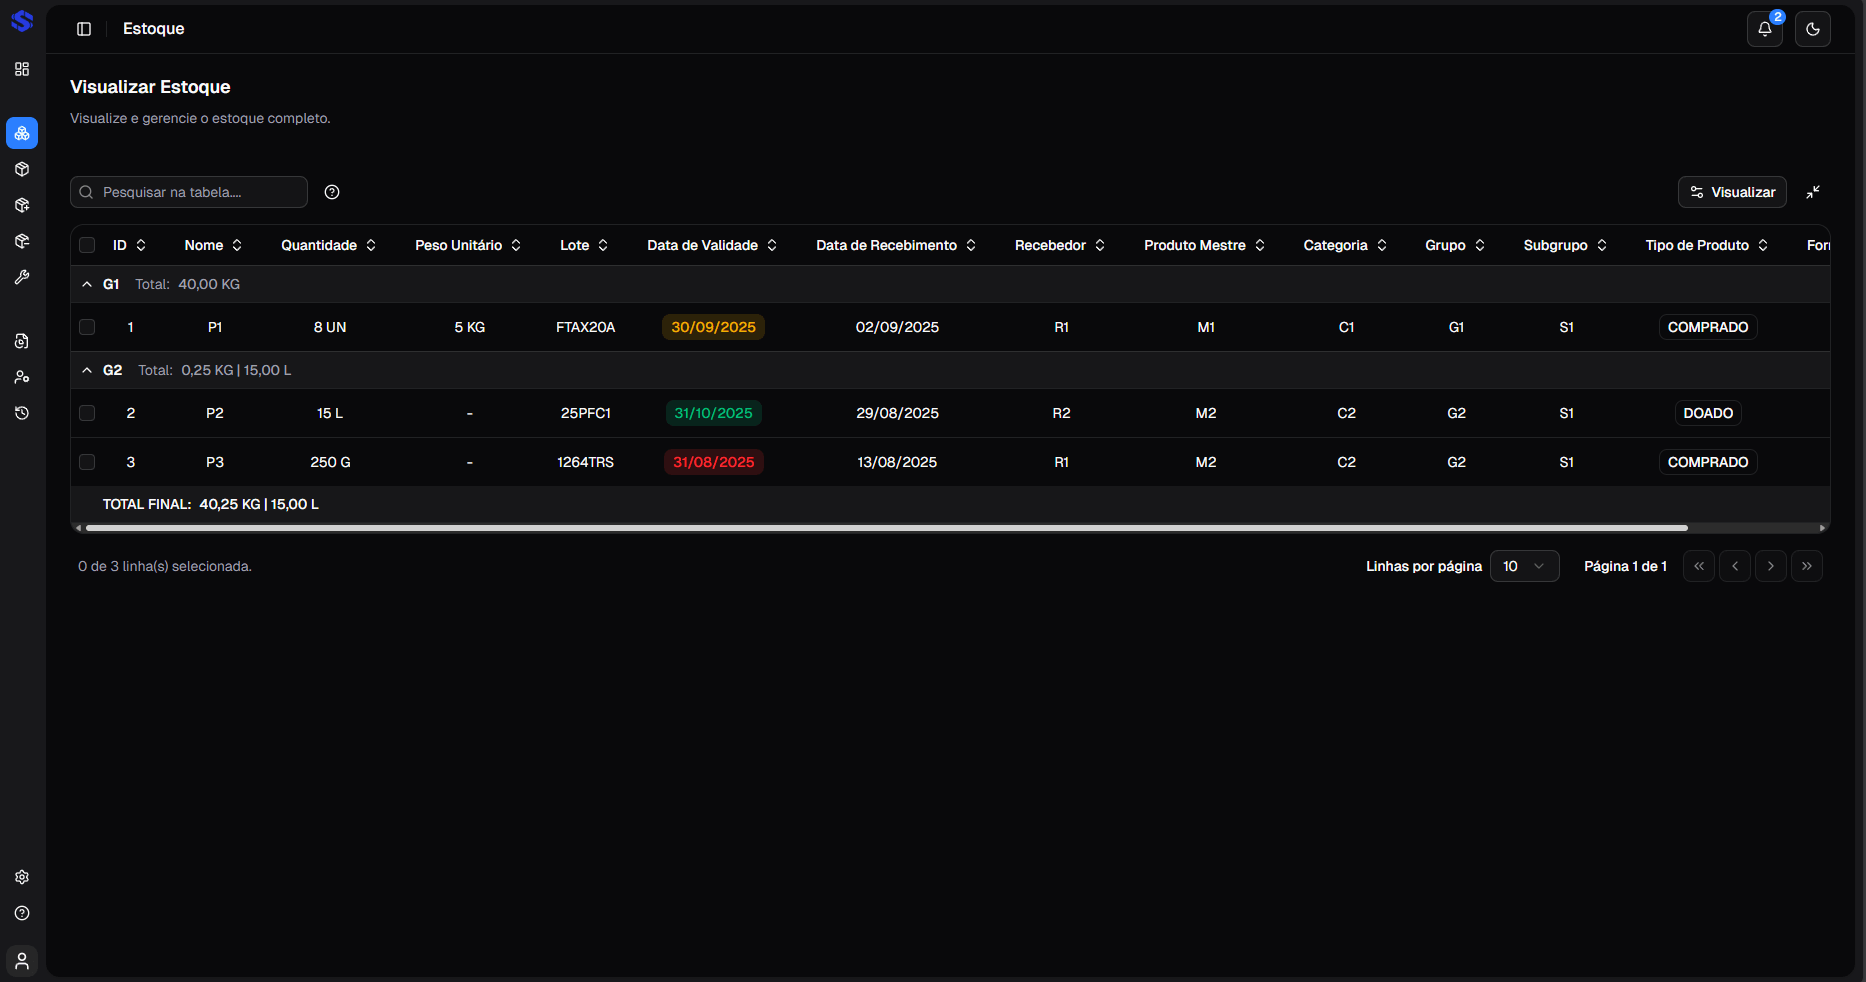 Estoque
2
Visualizar Estoque
Visualize e gerencie o estoque completo.
Pesquisar na tabela....
Visualizar
ID Nome Quantidade Peso Unitário Lote Data de Validade Data de Recebimento Recebedor Produto Mestre Categoria Grupo Subgrupo Tipo de Produto
G1 Total: 40,00 KG
1 P1 8 UN 5 KG FTAX20A 30/09/2025 02/09/2025 R1 M1 C1 G1 S1 COMPRADO
G2 Total: 0,25 KG | 15,00 L
2 P2 15 L - 25PFC1 31/10/2025 29/08/2025 R2 M2 C2 G2 S1 DOADO
3 P3 250 G - 1264TRS 31/08/2025 13/08/2025 R1 M2 C2 G2 S1 COMPRADO
TOTAL FINAL: 40,25 KG | 15,00 L
0 de 3 linha(s) selecionada.
Linhas por página 10 Página 1 de 1